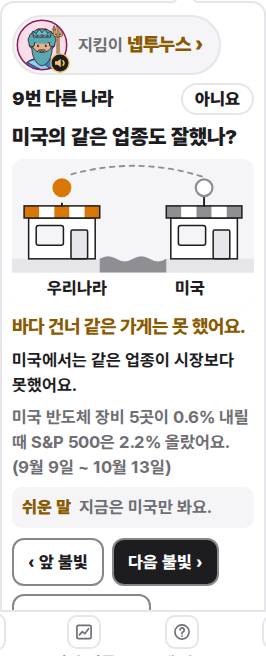 지킴이 넵투누스 ›
9번 다른 나라
아니요
미국의 같은 업종도 잘했나?
우리나라
미국
바다 건너 같은 가게는 못 했어요.
미국에서는 같은 업종이 시장보다
못했어요.
미국 반도체 장비 5곳이 0.6% 내릴
때 S&P 500은 2.2% 올랐어요.
(9월 9일 ~ 10월 13일)
쉬운 말 지금은 미국만 봐요.
‹ 앞 불빛
다음 불빛 ›